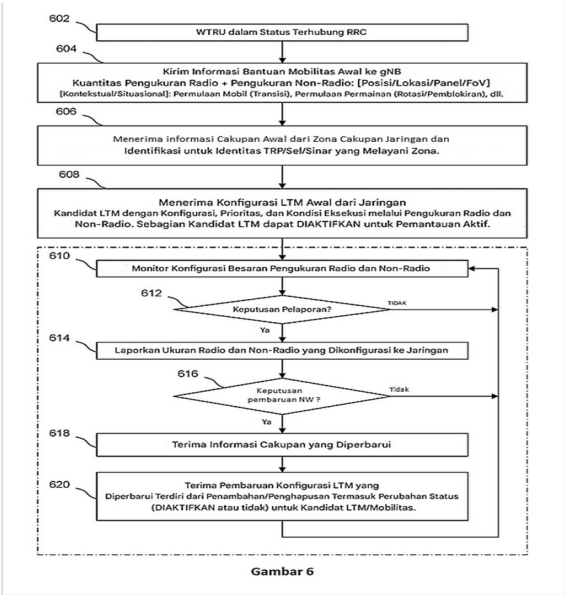 602
WTRU dalam Status Terhubung RRC
604
Kirim Informasi Bantuan Mobilitas Awal ke gNB
Kuantitas Pengukuran Radio + Pengukuran Non-Radio: [Posisi/Lokasi/Panel/FoV]
[Kontekstual/Situasional]: Permulaan Mobil (Transisi), Permulaan Permainan (Rotasi/Pemblokiran), dll.
606
Menerima informasi Cakupan Awal dari Zona Cakupan Jaringan dan
Identifikasi untuk Identitas TRP/Sel/Sinar yang Melayani Zona.
608
Menerima Konfigurasi LTM Awal dari Jaringan
Kandidat LTM dengan Konfigurasi, Prioritas, dan Kondisi Eksekusi melalui Pengukuran Radio dan
Non-Radio. Sebagian Kandidat LTM dapat DIAKTIFKAN untuk Pemantauan Aktif.
610
Monitor Konfigurasi Besaran Pengukuran Radio dan Non-Radio
612
Keputusan Pelaporan?
TIDAK
Ya
614
Laporkan Ukuran Radio dan Non-Radio yang Dikonfigurasi ke Jaringan
616
Keputusan
pembaruan NW ?
Tidak
Ya
618
Terima Informasi Cakupan yang Diperbarui
620
Terima Pembaruan Konfigurasi LTM yang
Diperbarui Terdiri dari Penambahan/Penghapusan Termasuk Perubahan Status
(DIAKTIFKAN atau tidak) untuk Kandidat LTM/Mobilitas.
Gambar 6